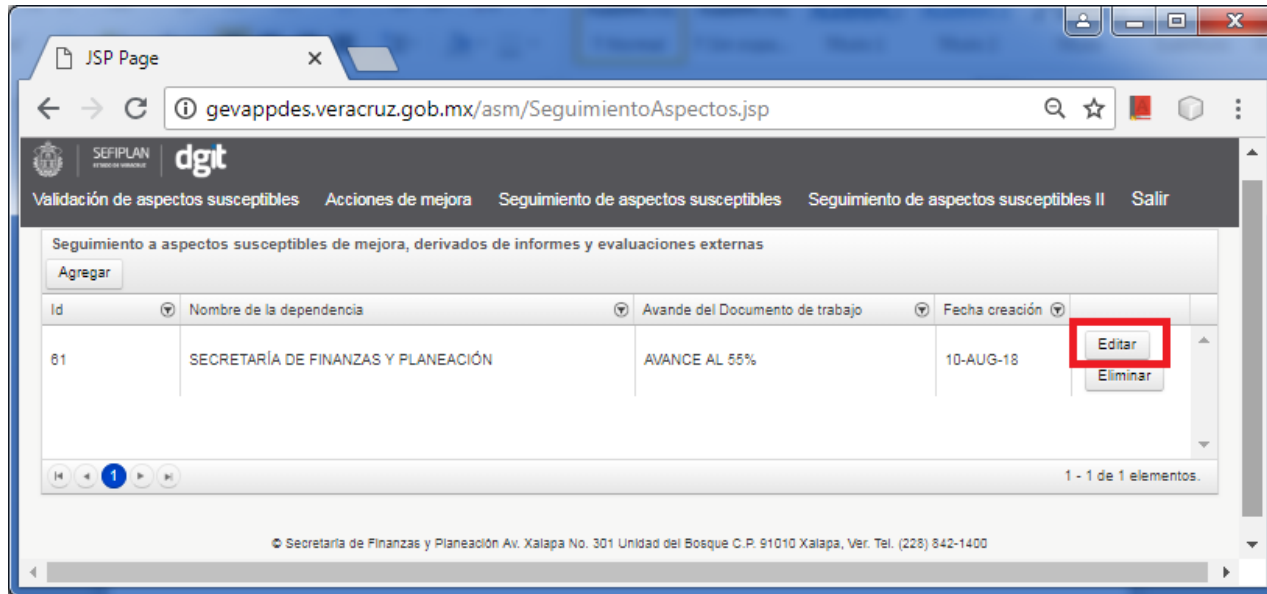 JSP Page
gevappdes.veracruz.gob.mx/asm/SeguimientoAspectos.jsp
SEFIPLAN
dgit
Validación de aspectos susceptibles Acciones de mejora Seguimiento de aspectos susceptibles Seguimiento de aspectos susceptibles II Salir
Seguimiento a aspectos susceptibles de mejora, derivados de informes y evaluaciones externas
Agregar
Id Nombre de la dependencia Avande del Documento de trabajo Fecha creación
61 SECRETARÍA DE FINANZAS Y PLANEACIÓN AVANCE AL 55% 10-AUG-18 Editar
Eliminar
1 1 - 1 de 1 elementos.
© Secretaría de Finanzas y Planeación Av. Xalapa No. 301 Unidad del Bosque C.P. 91010 Xalapa, Ver. Tel. (228) 842-1400